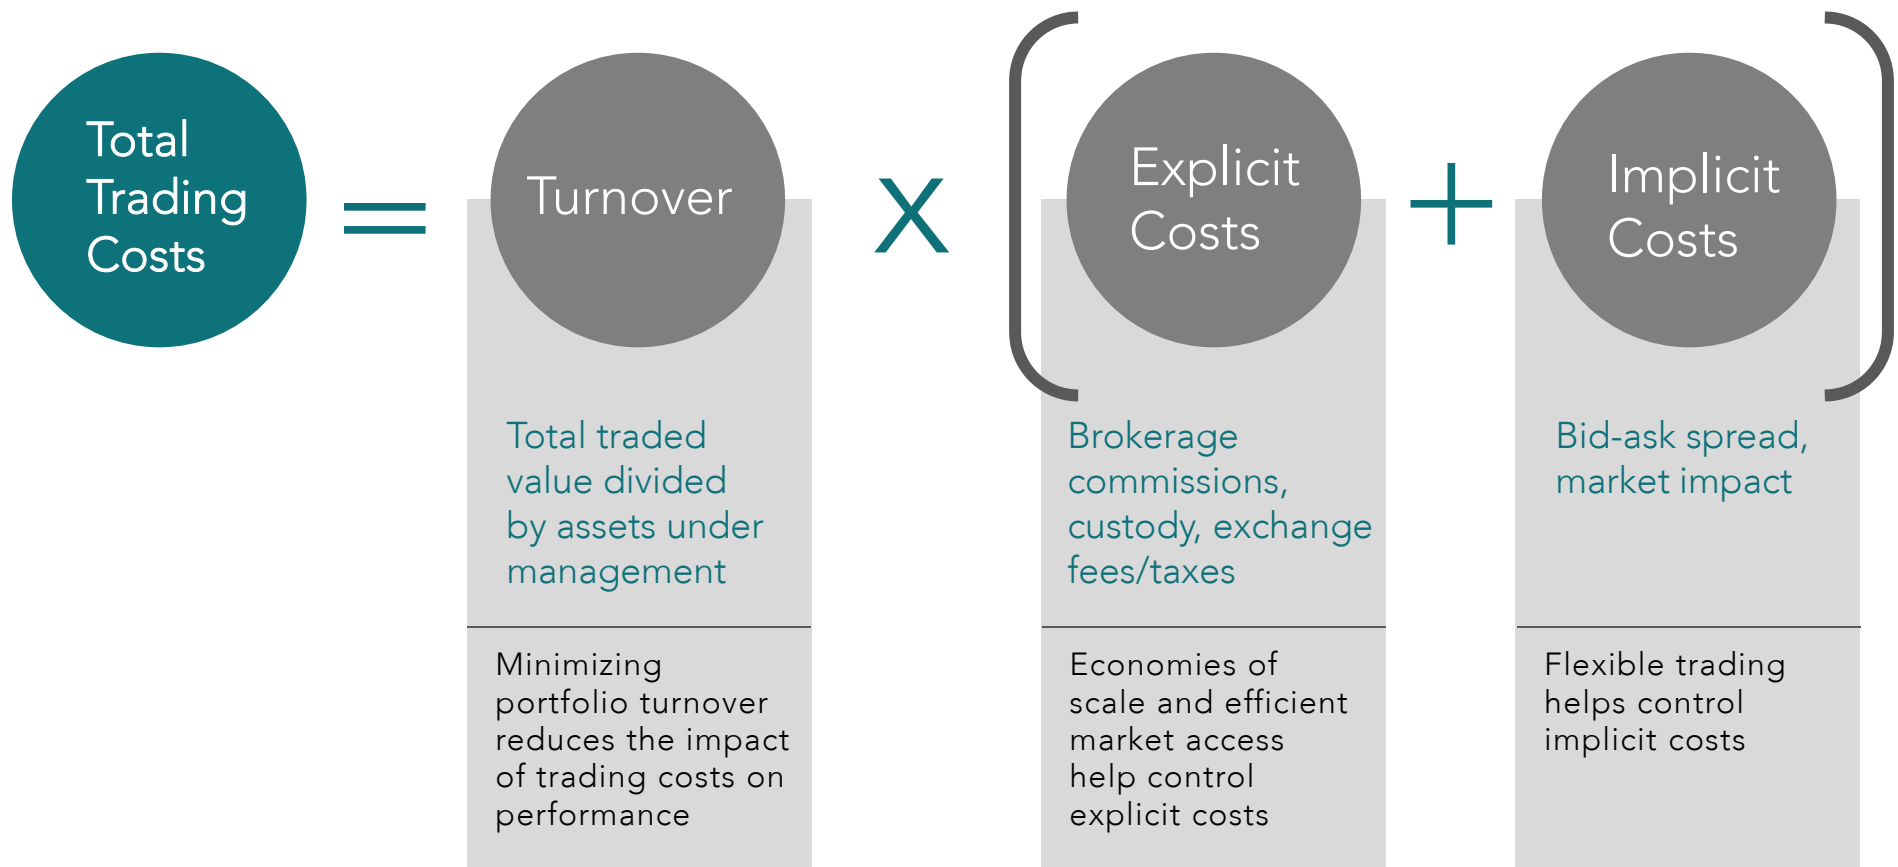 Total
Trading
Costs
=
Turnover
X
Explicit
Costs
+
Implicit
Costs
Total traded
value divided
by assets under
management
Minimizing
portfolio turnover
reduces the impact
of trading costs on
performance
Brokerage
commissions,
custody, exchange
fees/taxes
Economies of
scale and efficient
market access
help control
explicit costs
Bid-ask spread,
market impact
Flexible trading
helps control
implicit costs